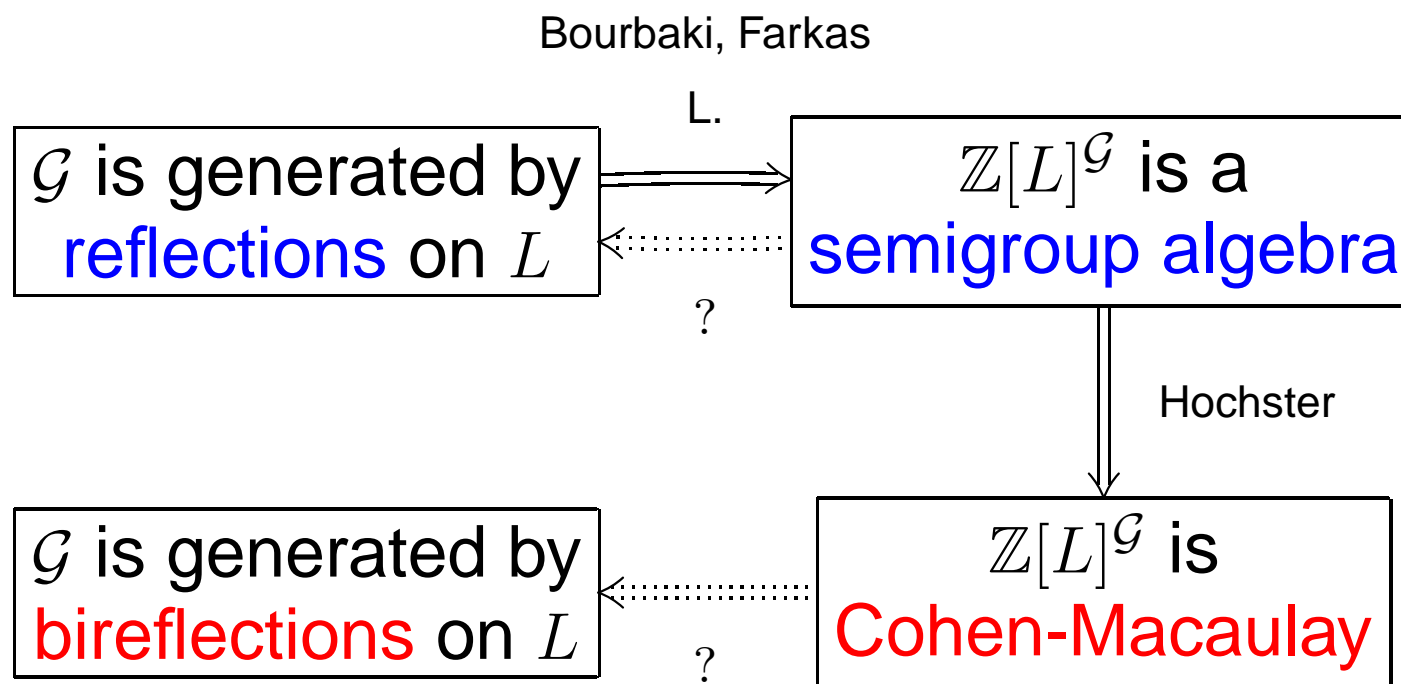 Bourbaki, Farkas
L.
𝒢 is generated by
reflections on L
ℤ[L]^𝒢 is a
semigroup algebra
?
Hochster
𝒢 is generated by
bireflections on L
ℤ[L]^𝒢 is
Cohen-Macaulay
?